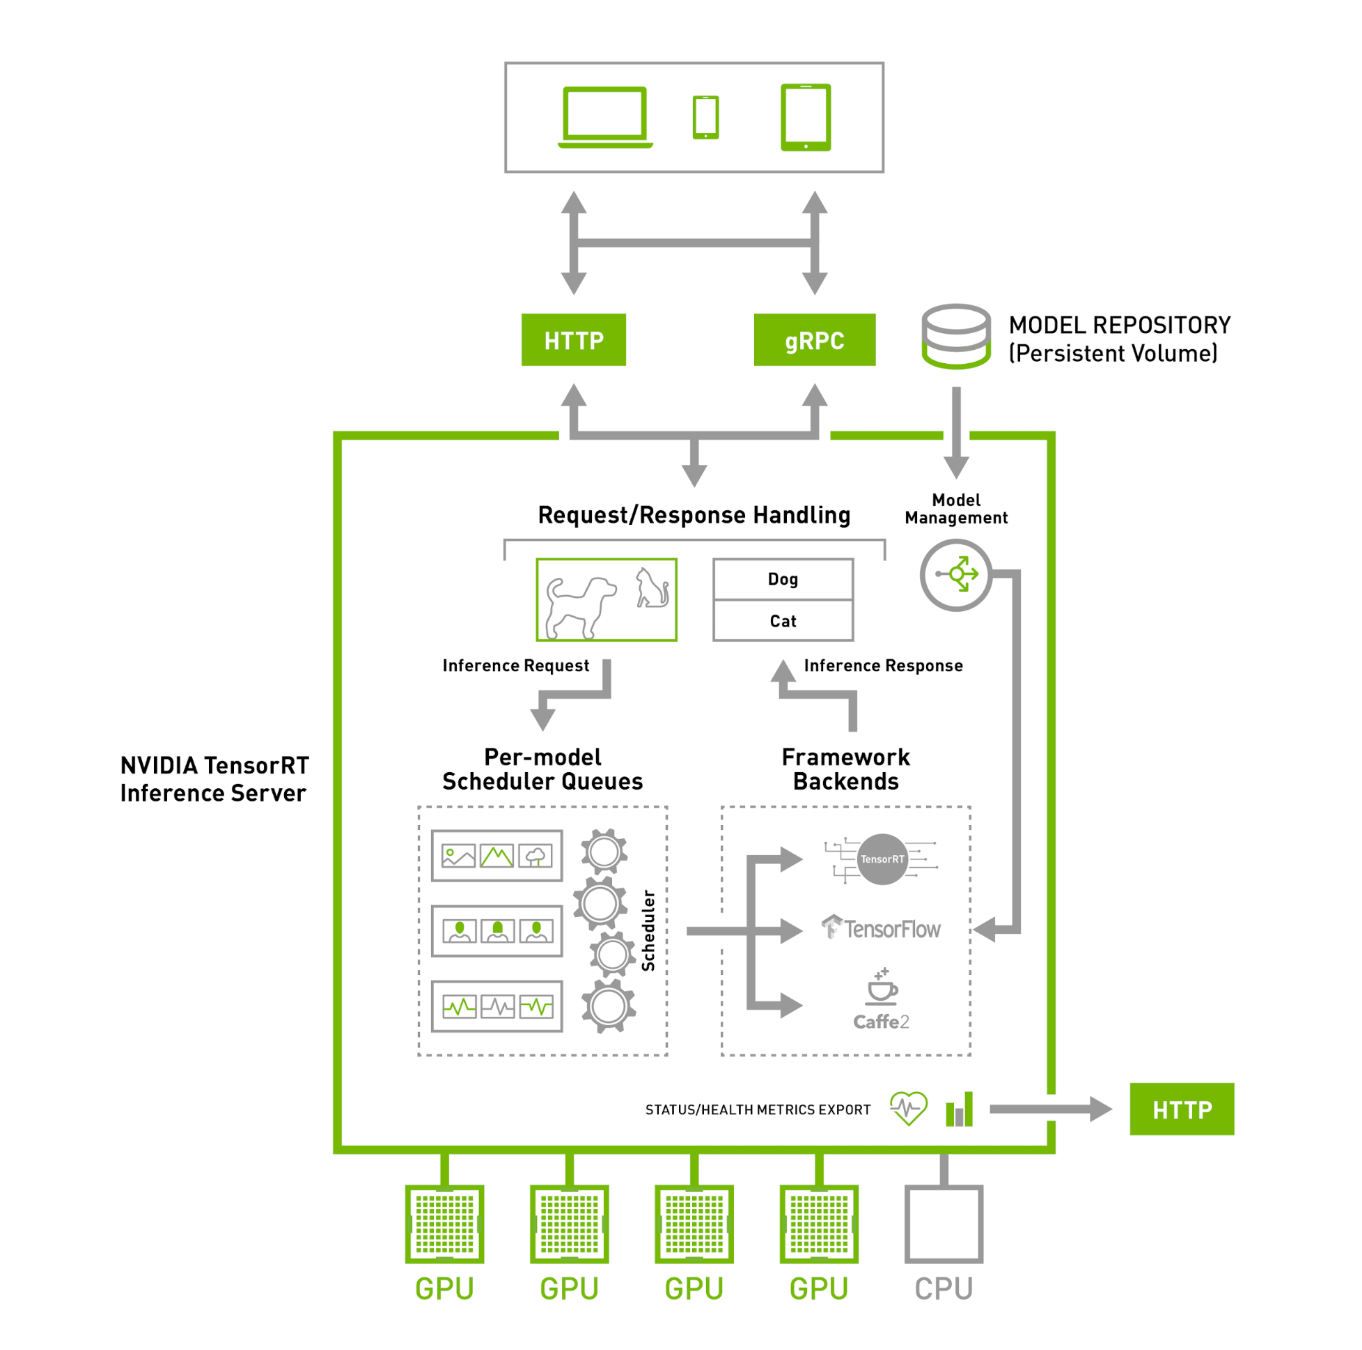 HTTP
gRPC
MODEL REPOSITORY
(Persistent Volume)
Request/Response Handling
Model
Management
Dog
Cat
Inference Request
Inference Response
Per-model
Scheduler Queues
Framework
Backends
NVIDIA TensorRT
Inference Server
Scheduler
TensorRT
TensorFlow
Caffe2
STATUS/HEALTH METRICS EXPORT
HTTP
GPU
GPU
GPU
GPU
CPU